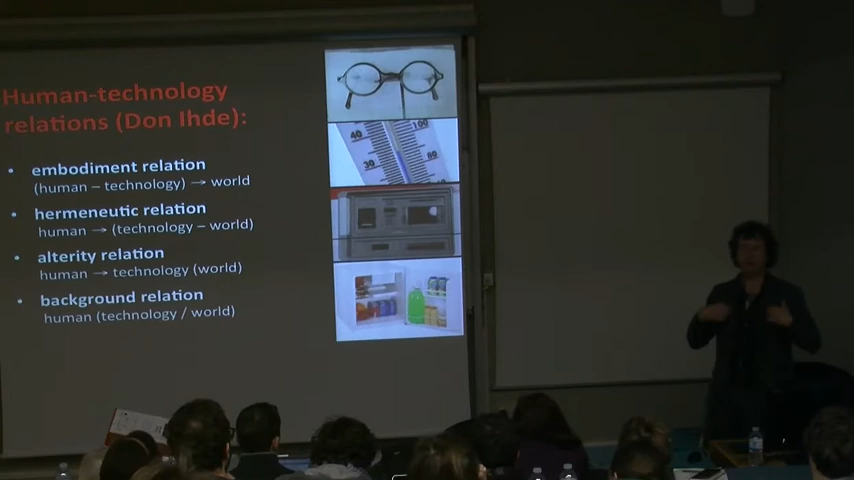 Human-technology
relations (Don Ihde):
• embodiment relation
(human – technology) → world
• hermeneutic relation
human → (technology – world)
• alterity relation
human → technology (world)
• background relation
human (technology / world)
40
100
30
80